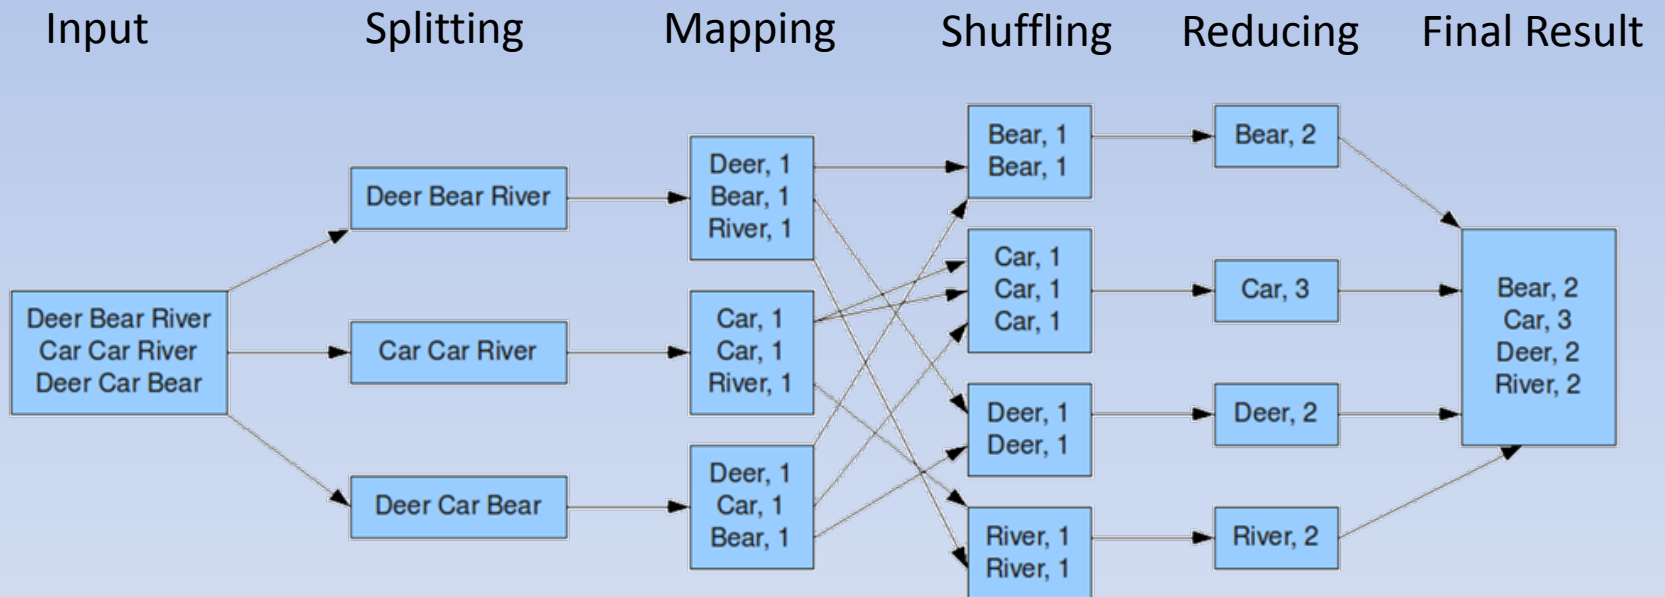 Input
Splitting
Mapping
Shuffling
Reducing
Final Result
Deer Bear River
Car Car River
Deer Car Bear
Deer Bear River
Car Car River
Deer Car Bear
Deer, 1
Bear, 1
River, 1
Car, 1
Car, 1
River, 1
Deer, 1
Car, 1
Bear, 1
Bear, 1
Bear, 1
Car, 1
Car, 1
Car, 1
Deer, 1
Deer, 1
River, 1
River, 1
Bear, 2
Car, 3
Deer, 2
River, 2
Bear, 2
Car, 3
Deer, 2
River, 2